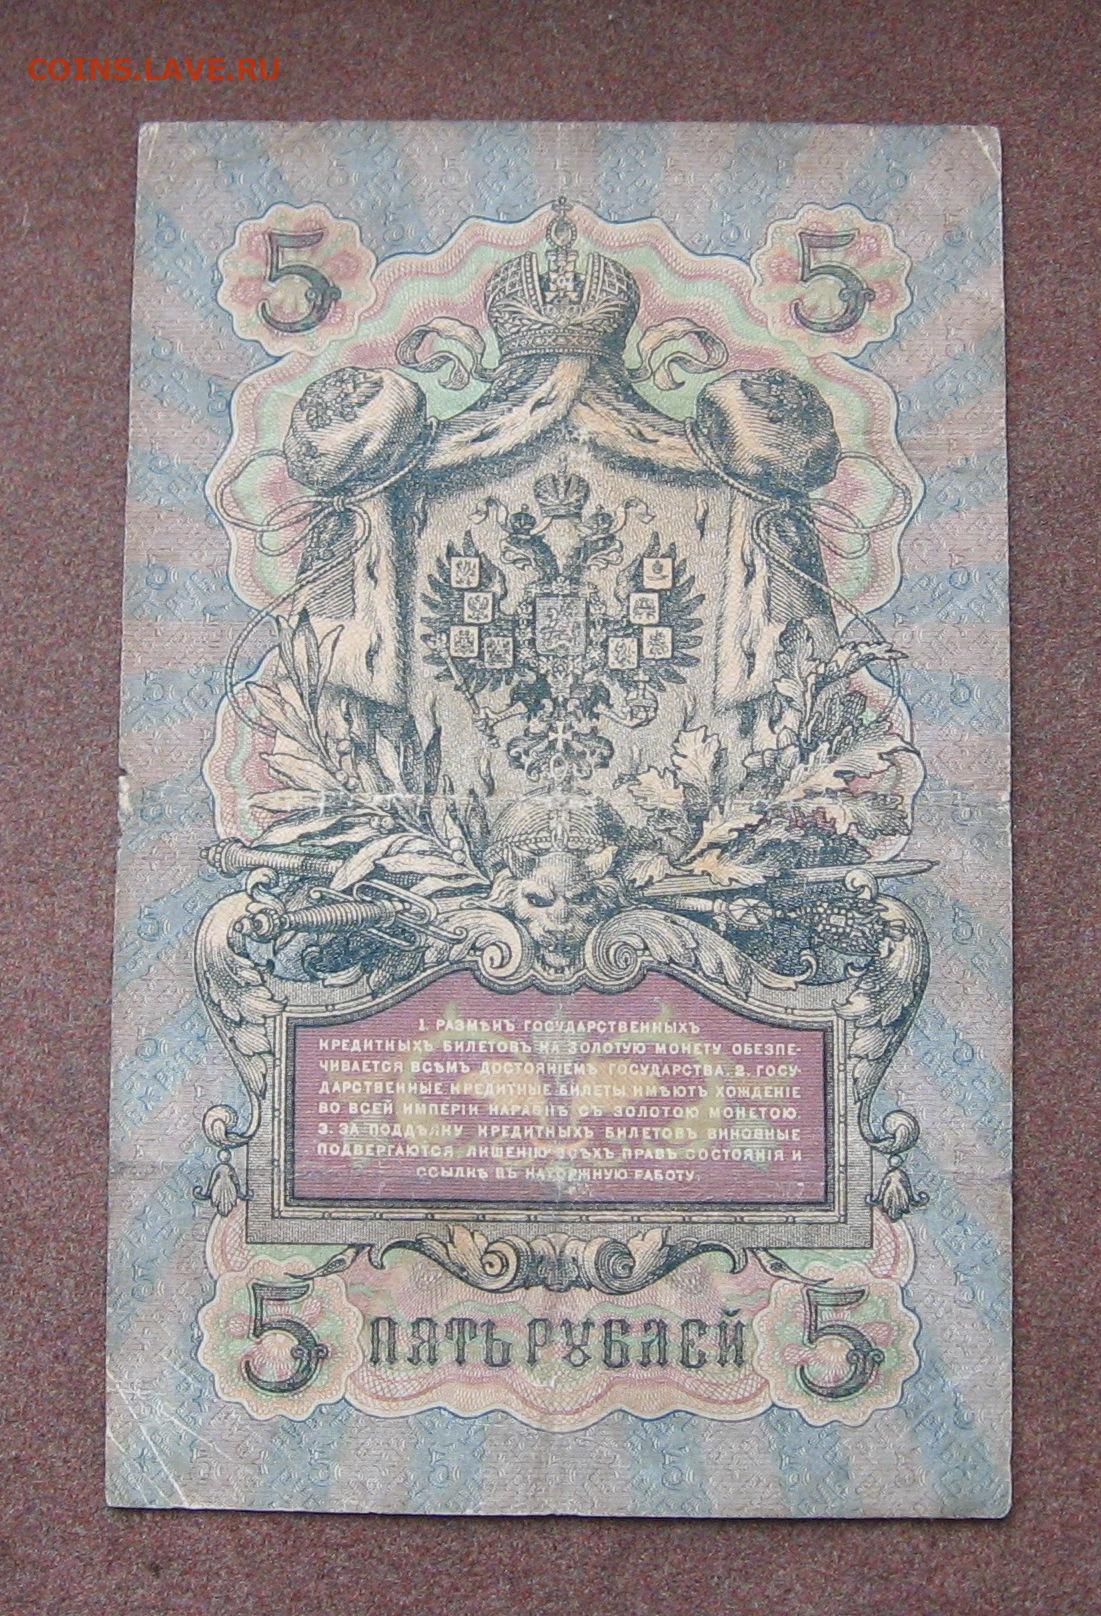 COINS.LAVE.RU
5 5
1. РАЗМѢНЪ ГОСУДАРСТВЕННЫХЪ
КРЕДИТНЫХЪ БИЛЕТОВЪ НА ЗОЛОТУЮ МОНЕТУ ОБЕЗПЕ-
ЧИВАЕТСЯ ВСѢМЪ ДОСТОЯНІЕМЪ ГОСУДАРСТВА. 2. ГОСУ-
ДАРСТВЕННЫЕ КРЕДИТНЫЕ БИЛЕТЫ ИМѢЮТЪ ХОЖДЕНІЕ
ВО ВСЕЙ ИМПЕРІИ НАРАВНѢ СЪ ЗОЛОТОЮ МОНЕТОЮ.
3. ЗА ПОДДѢЛКУ КРЕДИТНЫХЪ БИЛЕТОВЪ ВИНОВНЫЕ
ПОДВЕРГАЮТСЯ ЛИШЕНІЮ ВСѢХЪ ПРАВЪ СОСТОЯНІЯ И
ССЫЛКѢ ВЪ КАТОРЖНУЮ РАБОТУ.
5 ПЯТЬ РУБЛЕЙ 5